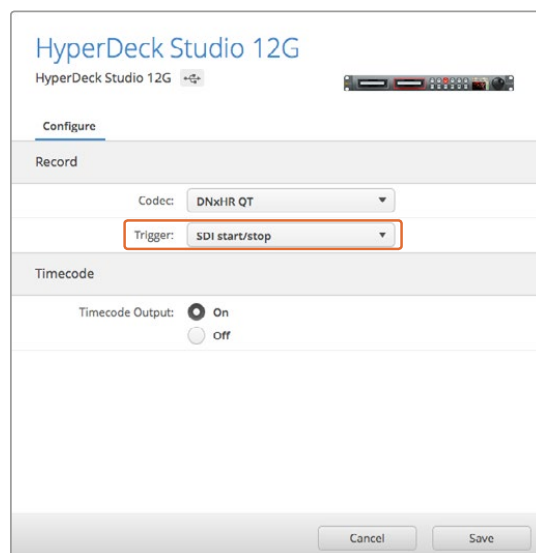 HyperDeck Studio 12G
HyperDeck Studio 12G
Configure
Record
Codec: DNxHR QT
Trigger: SDI start/stop
Timecode
Timecode Output: On
Off
Cancel Save